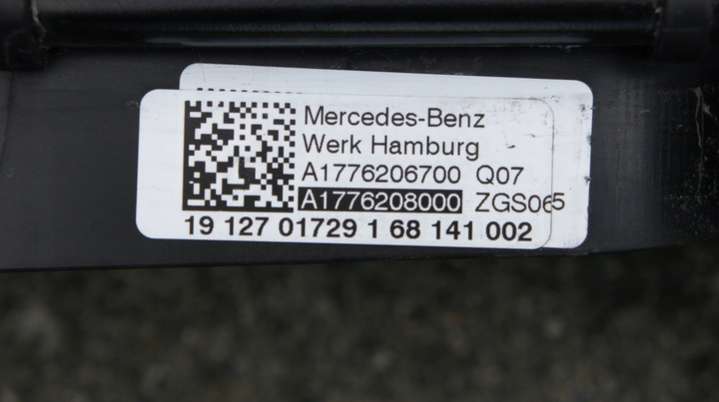 Mercedes-Benz
Werk Hamburg
A1776206700 Q07
A1776208000 ZGS065
19 127 01729 1 68 141 002